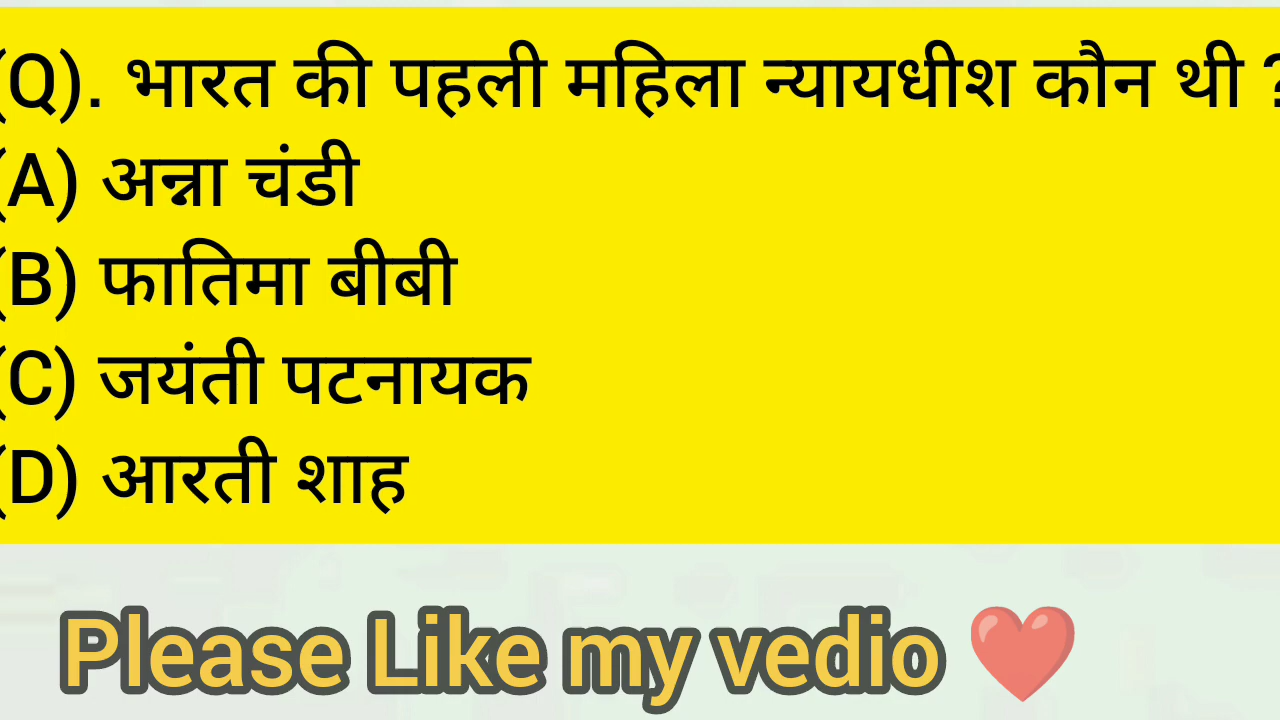 (Q). भारत की पहली महिला न्यायधीश कौन थी ?
(A) अन्ना चंडी
(B) फातिमा बीबी
(C) जयंती पटनायक
(D) आरती शाह
Please Like my vedio ❤️